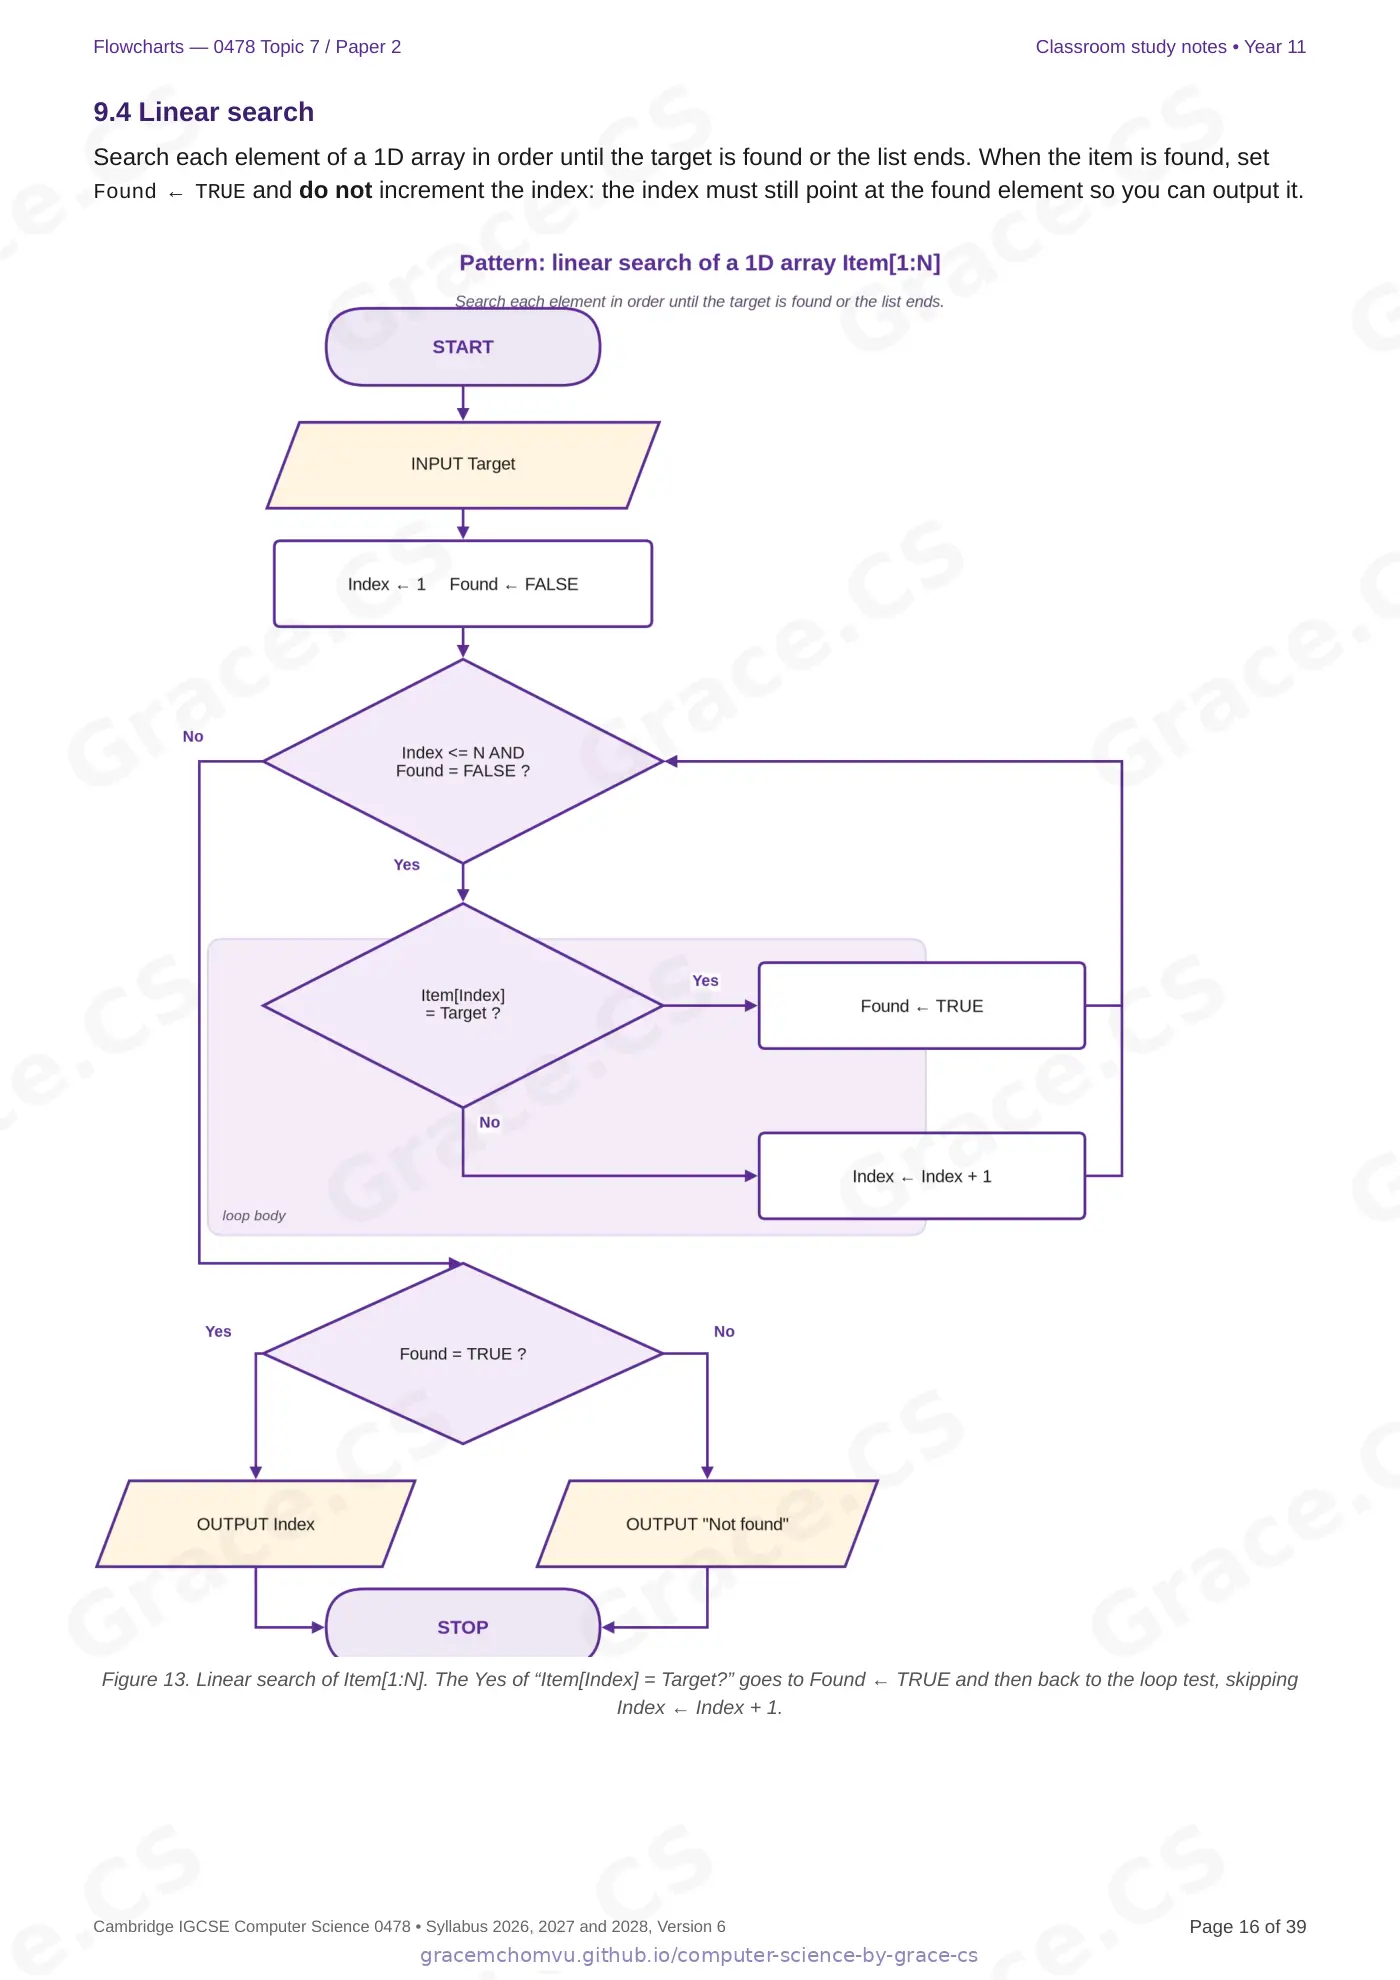 Flowcharts — 0478 Topic 7 / Paper 2
Classroom study notes • Year 11
9.4 Linear search
Search each element of a 1D array in order until the target is found or the list ends. When the item is found, set
Found ← TRUE and do not increment the index: the index must still point at the found element so you can output it.
Pattern: linear search of a 1D array Item[1:N]
Search each element in order until the target is found or the list ends.
START
INPUT Target
Index ← 1 Found ← FALSE
No
Index <= N AND
Found = FALSE ?
Yes
Item[Index]
= Target ?
Yes
Found ← TRUE
No
Index ← Index + 1
loop body
Yes
No
Found = TRUE ?
OUTPUT Index
OUTPUT "Not found"
STOP
Figure 13. Linear search of Item[1:N]. The Yes of “Item[Index] = Target?” goes to Found ← TRUE and then back to the loop test, skipping
Index ← Index + 1.
Cambridge IGCSE Computer Science 0478 • Syllabus 2026, 2027 and 2028, Version 6
Page 16 of 39
gracemchomvu.github.io/computer-science-by-grace-cs
Grace.CS